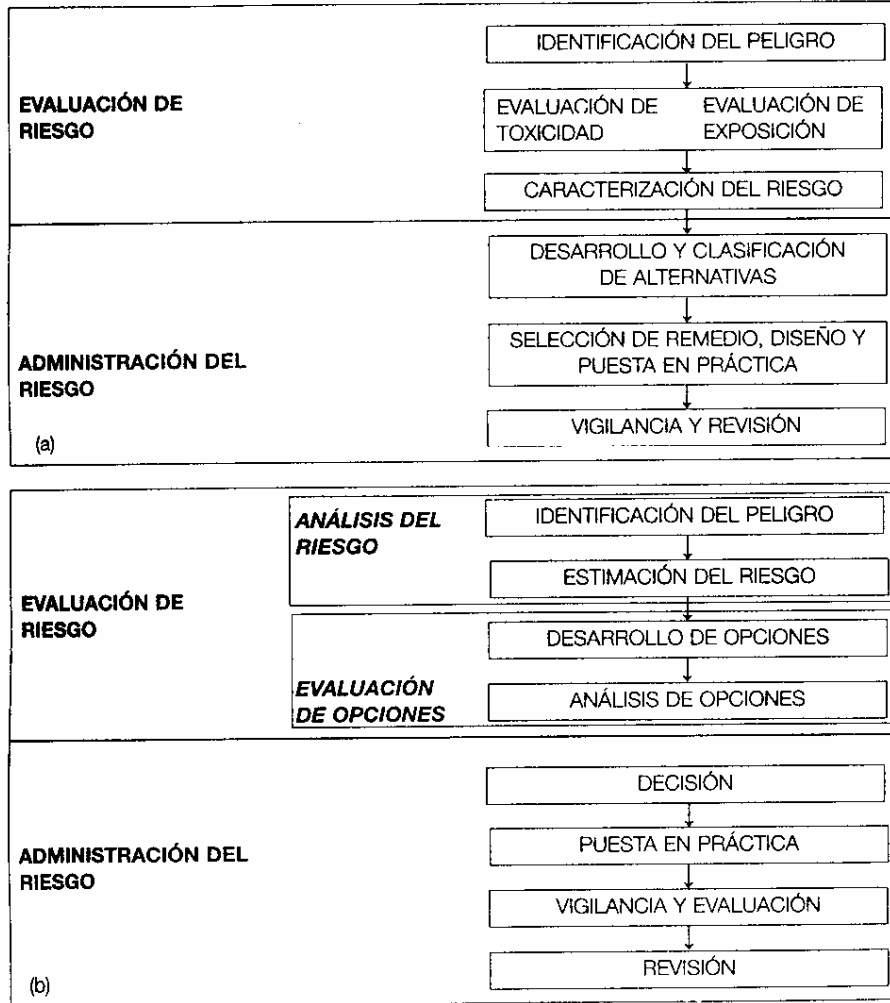 IDENTIFICACIÓN DEL PELIGRO
EVALUACIÓN DE
RIESGO
EVALUACIÓN DE
TOXICIDAD
EVALUACIÓN DE
EXPOSICIÓN
CARACTERIZACIÓN DEL RIESGO
DESARROLLO Y CLASIFICACIÓN
DE ALTERNATIVAS
ADMINISTRACIÓN DEL
RIESGO
SELECCIÓN DE REMEDIO, DISEÑO Y
PUESTA EN PRÁCTICA
VIGILANCIA Y REVISIÓN
(a)
ANÁLISIS DEL
RIESGO
IDENTIFICACIÓN DEL PELIGRO
ESTIMACIÓN DEL RIESGO
EVALUACIÓN DE
RIESGO
DESARROLLO DE OPCIONES
EVALUACIÓN
DE OPCIONES
ANÁLISIS DE OPCIONES
DECISIÓN
ADMINISTRACIÓN DEL
RIESGO
PUESTA EN PRÁCTICA
VIGILANCIA Y EVALUACIÓN
REVISIÓN
(b)